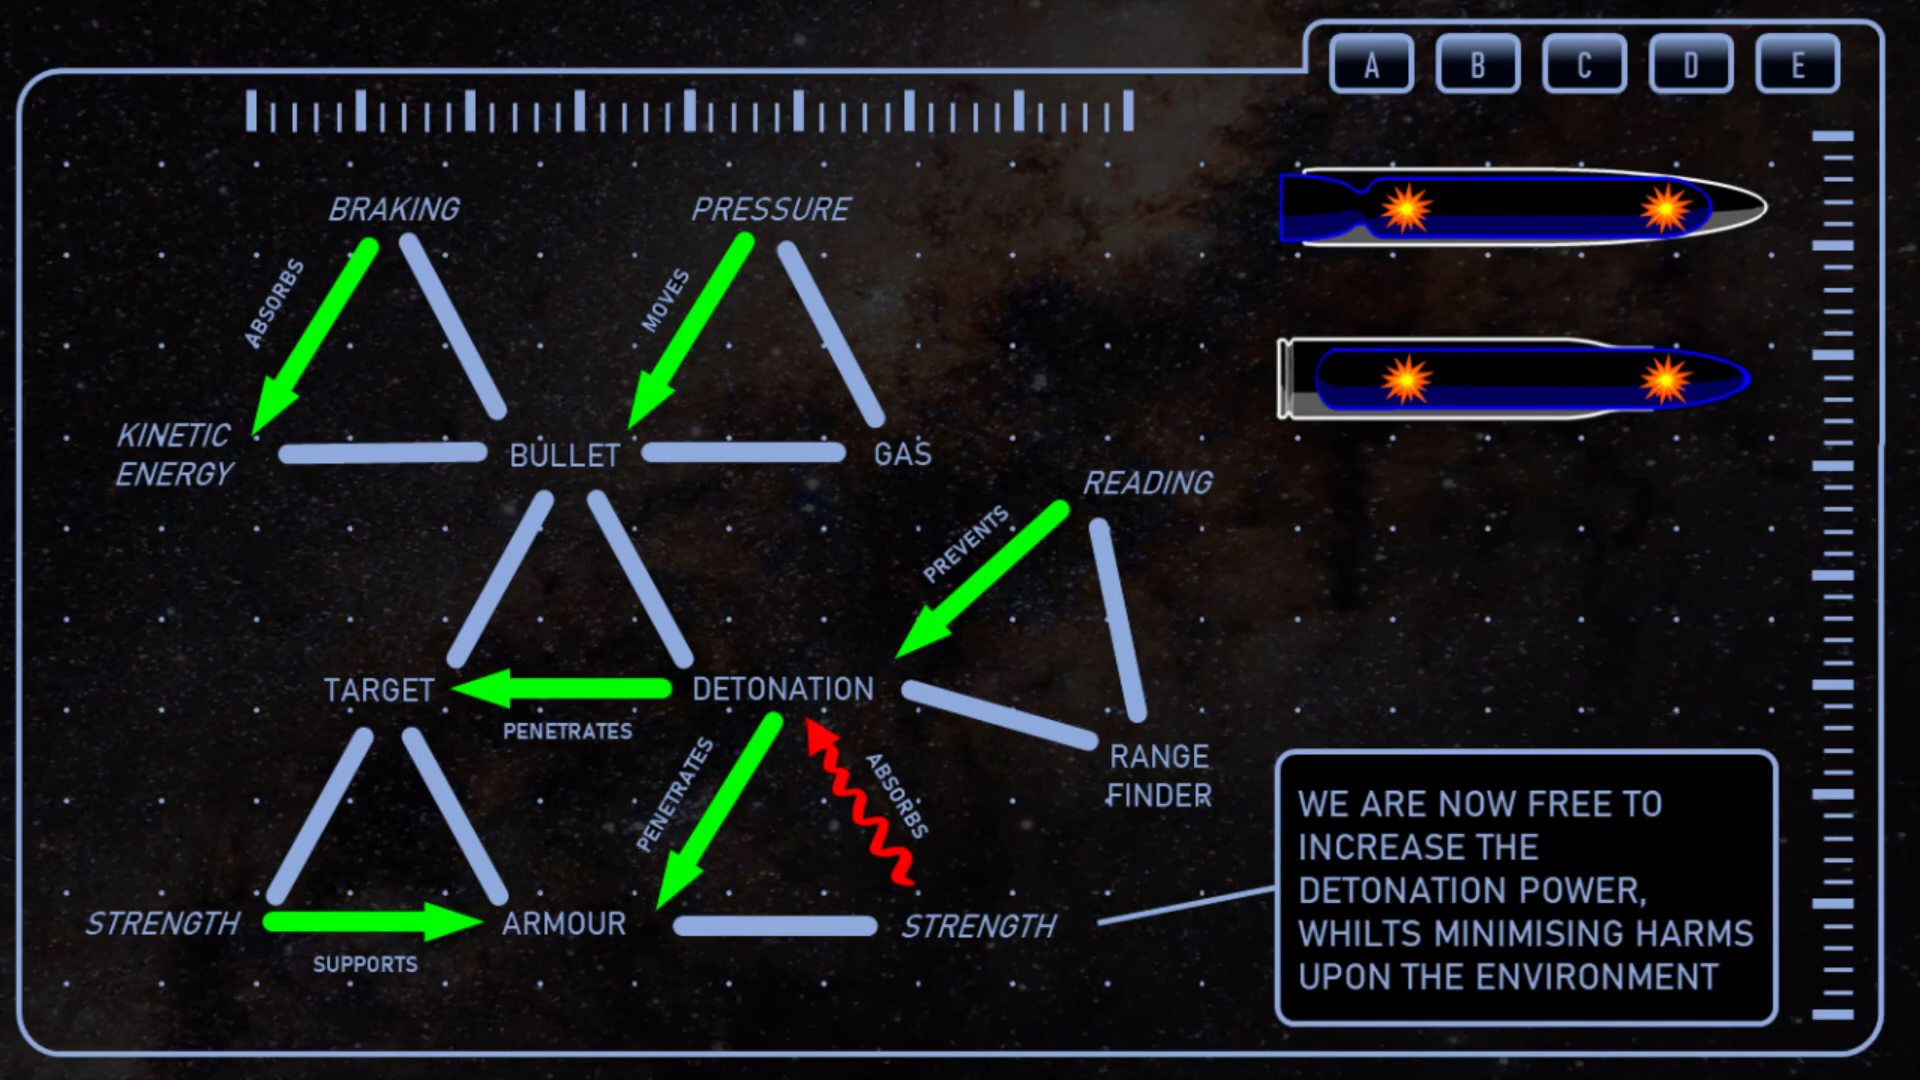 A B C D E
BRAKING
PRESSURE
ABSORBS
MOVES
KINETIC
ENERGY
BULLET
GAS
READING
PREVENTS
TARGET
DETONATION
PENETRATES
RANGE
FINDER
PENETRATES
ABSORBS
STRENGTH
SUPPORTS
ARMOUR
STRENGTH
WE ARE NOW FREE TO
INCREASE THE
DETONATION POWER,
WHILTS MINIMISING HARMS
UPON THE ENVIRONMENT